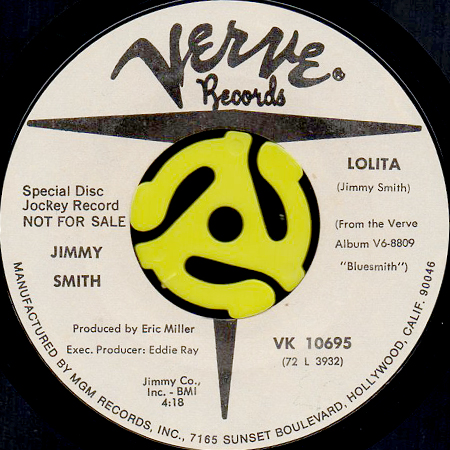 VERVE®
Records
LOLITA
(Jimmy Smith)
Special Disc
Jockey Record
NOT FOR SALE
(From the Verve
Album V6-8809
"Bluesmith")
JIMMY
SMITH
Produced by Eric Miller
Exec. Producer: Eddie Ray
VK 10695
(72 L 3932)
Jimmy Co.,
Inc. - BMI
4:18
MANUFACTURED BY MGM RECORDS, INC., 7165 SUNSET BOULEVARD, HOLLYWOOD, CALIF. 90046